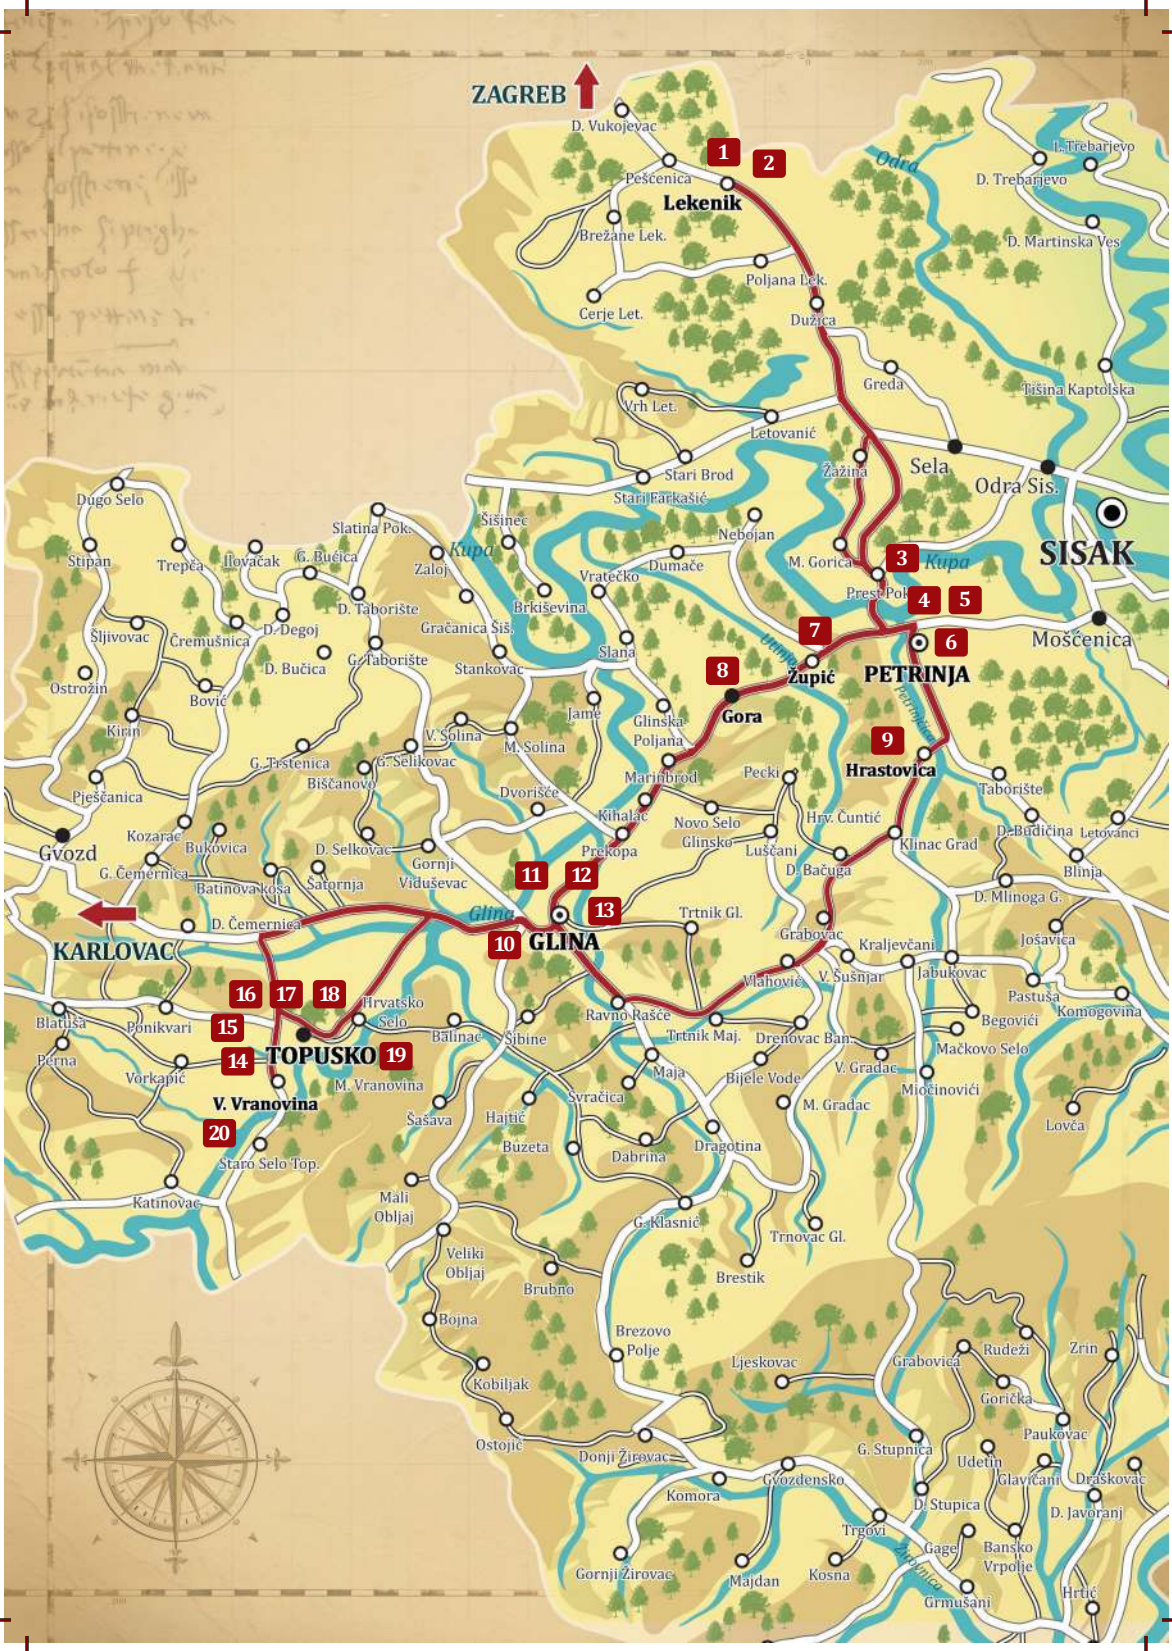 ZAGREB
D. Vukojevac
1
2
Pešćenica
Lekenik
Brežane Lek.
Poljana Lek.
Cerje Let.
Dužica
Odra
L. Trebarjevo
D. Trebarjevo
D. Martinska Ves
Greda
Tišina Kaptolska
Vrh Let.
Letovanić
Stari Brod
Stari Farkašić
Žažina
Sela
Odra Sis.
SISAK
Dugo Selo
Slatina Pok.
Šišinec
Nebojan
Kupa
Stipan
Trepča
Ilovačak
G. Bučica
Zaloj
Vratečko
Dumače
M. Gorica
3
Kupa
D. Taborište
Brkiševina
Prest Pok.
4
5
Šljivovac
Čremušnica
D. Degoj
Gračanica Šiš.
7
6
Mošćenica
D. Bučica
G. Taborište
Stankovac
Slana
Utinja
Župić
PETRINJA
Ostrožin
Bović
8
Petrinjčica
Kirin
Jame
Glinska
Poljana
Gora
V. Solina
M. Solina
9
G. Trstenica
G. Selikovac
Hrastovica
Biščanovo
Marinbrod
Pecki
Pješčanica
Dvorišće
Taborište
Kozarac
Bukovica
Kihalac
Novo Selo
Glinsko
Hrv. Čuntić
D. Budičina
Letovanci
Gvozd
D. Selkovac
Prekopa
Luščani
Klinac Grad
G. Čemernica
Gornji
Viduševac
D. Bačuga
Blinja
Batinova kosa
Šatornja
11
12
D. Mlinoga G.
KARLOVAC
D. Čemernica
Glina
13
Trtnik Gl.
10
GLINA
Grabovac
Kraljevčani
Jošavica
Vlahović
V. Šušnjar
Jabukovac
Pastuša
16
17
18
Hrvatsko
Selo
Ravno Rašće
Komogovina
Blatuša
Ponikvari
15
Balinac
Šibine
Trtnik Maj.
Drenovac Ban.
Begovići
Mačkovo Selo
Perna
14
TOPUSKO
19
Vorkapić
M. Vranovina
Maja
Bijele Vode
V. Gradac
Miočinovići
V. Vranovina
Šašava
Hajtić
Svračica
M. Gradac
Lovča
20
Buzeta
Dabrina
Dragotina
Staro Selo Top.
Katinovac
Mali
Obljaj
G. Klasnić
Trnovac Gl.
Veliki
Obljaj
Brubno
Brestik
Bojna
Brezovo
Polje
Ljeskovac
Grabovica
Rudeži
Zrin
Kobiljak
Gorička
Ostojić
Donji Žirovac
G. Stupnica
Paukovac
Udetin
Komora
Gvozdensko
Glavičani
Draškovac
D. Stupica
D. Javoranj
Trgovi
Gage
Bansko
Vrpolje
Gornji Žirovac
Majdan
Kosna
Žirovnica
Grmušani
Hrtić